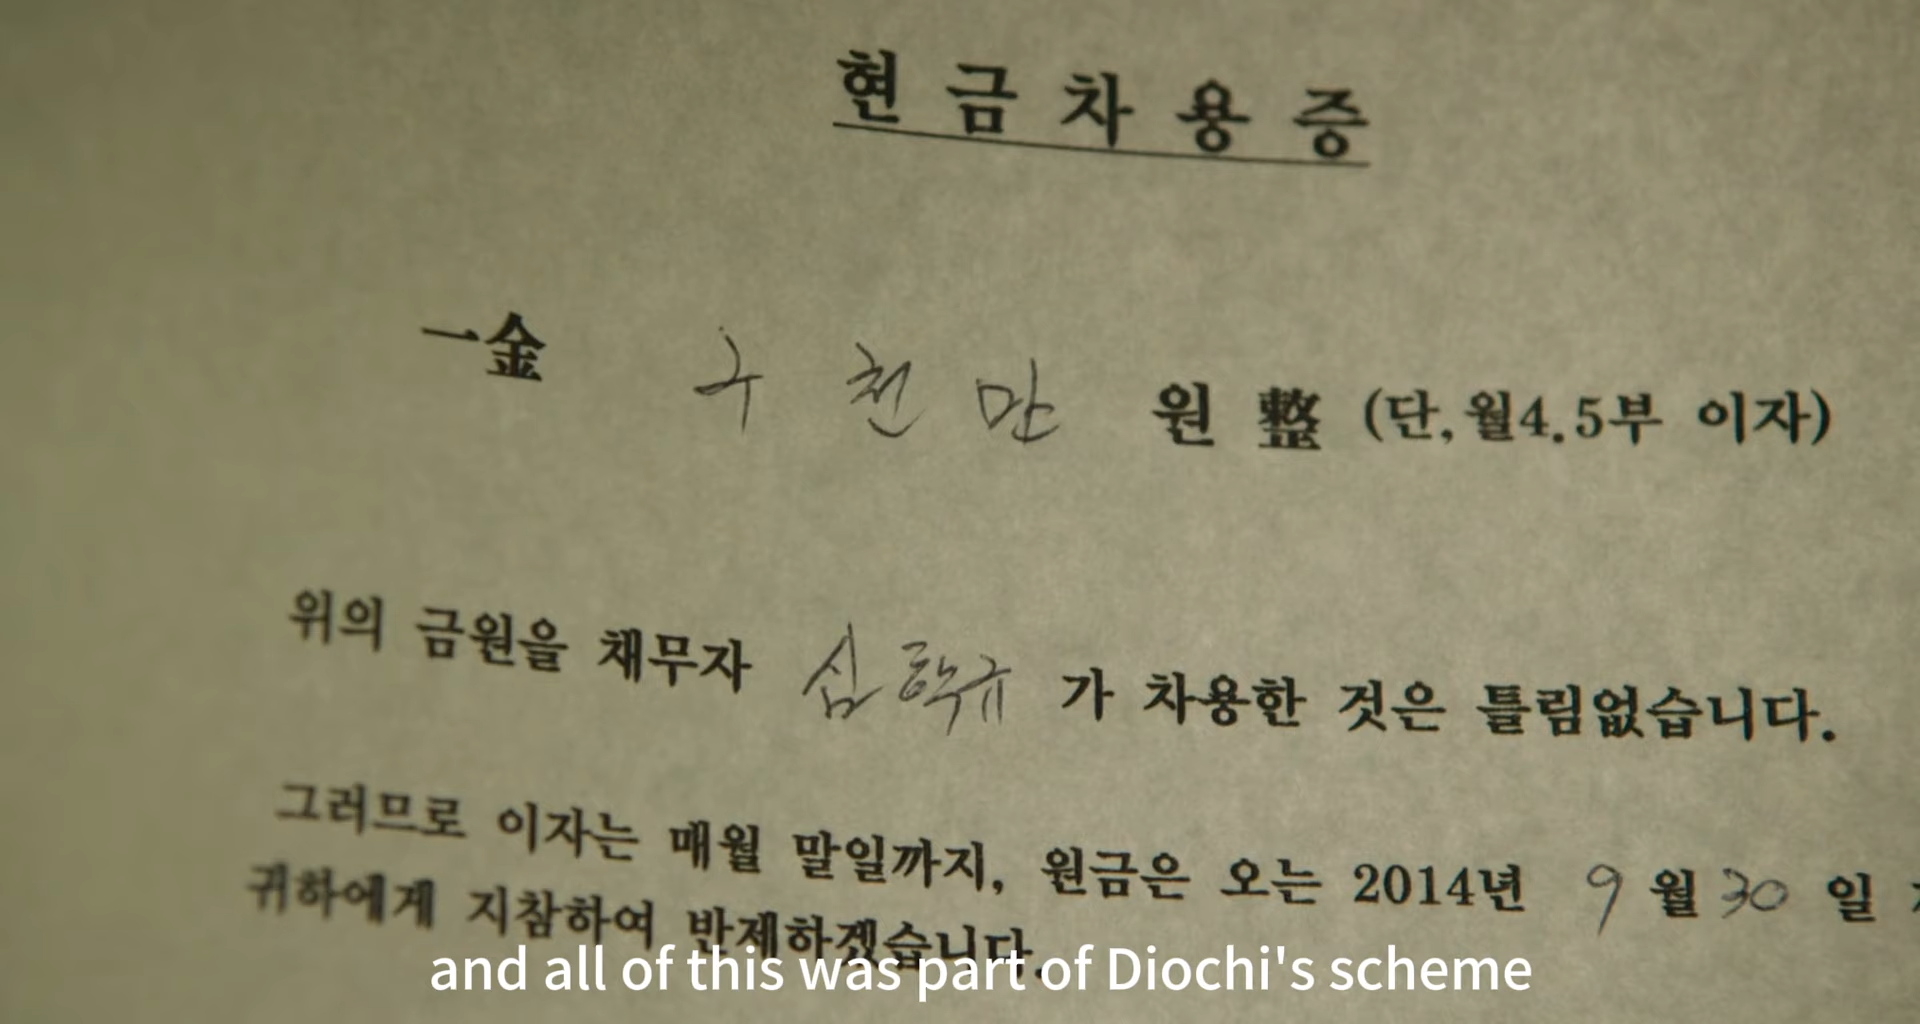 현금차용증
一金 구천만 원 整 (단, 월4.5부 이자)
위의 금원을 채무자 심학규 가 차용한 것은 틀림없습니다.
그러므로 이자는 매월 말일까지, 원금은 오는 2014년 9월 30일
귀하에게 지참하여 반제하겠습니다.
and all of this was part of Diochi's scheme